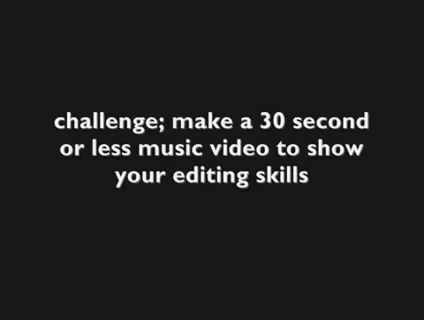 challenge; make a 30 second
or less music video to show
your editing skills